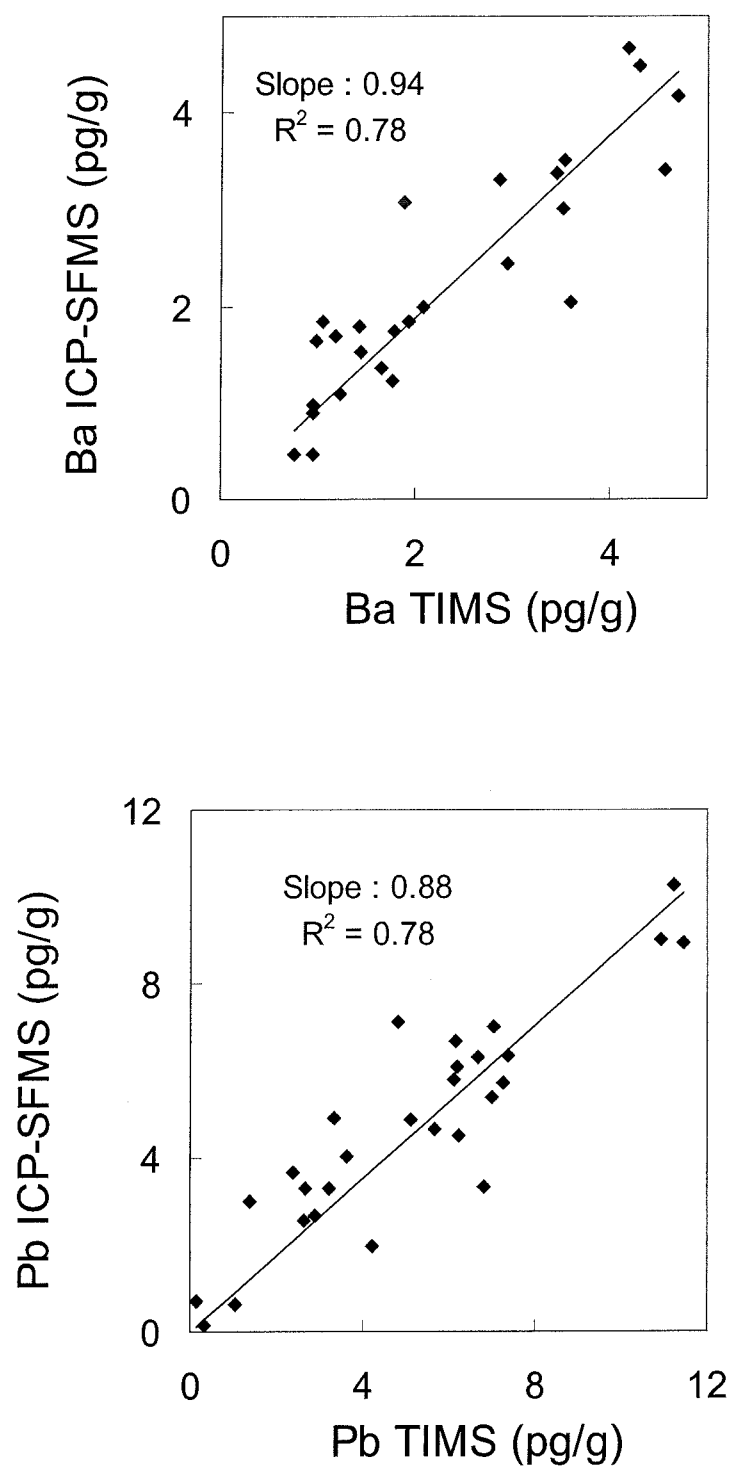 Slope : 0.94
R² = 0.78
Ba ICP-SFMS (pg/g)
4
2
0
0 2 4
Ba TIMS (pg/g)
12
Slope : 0.88
R² = 0.78
Pb ICP-SFMS (pg/g)
8
4
0
0 4 8 12
Pb TIMS (pg/g)